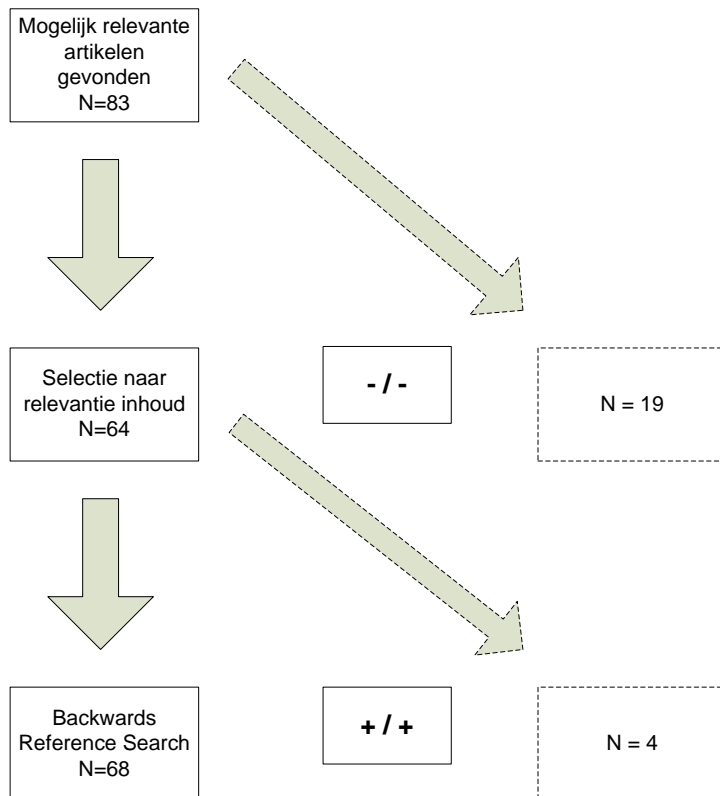 Mogelijk relevante
artikelen
gevonden
N=83
Selectie naar
relevantie inhoud
N=64
- / -
N = 19
Backwards
Reference Search
N=68
+ / +
N = 4